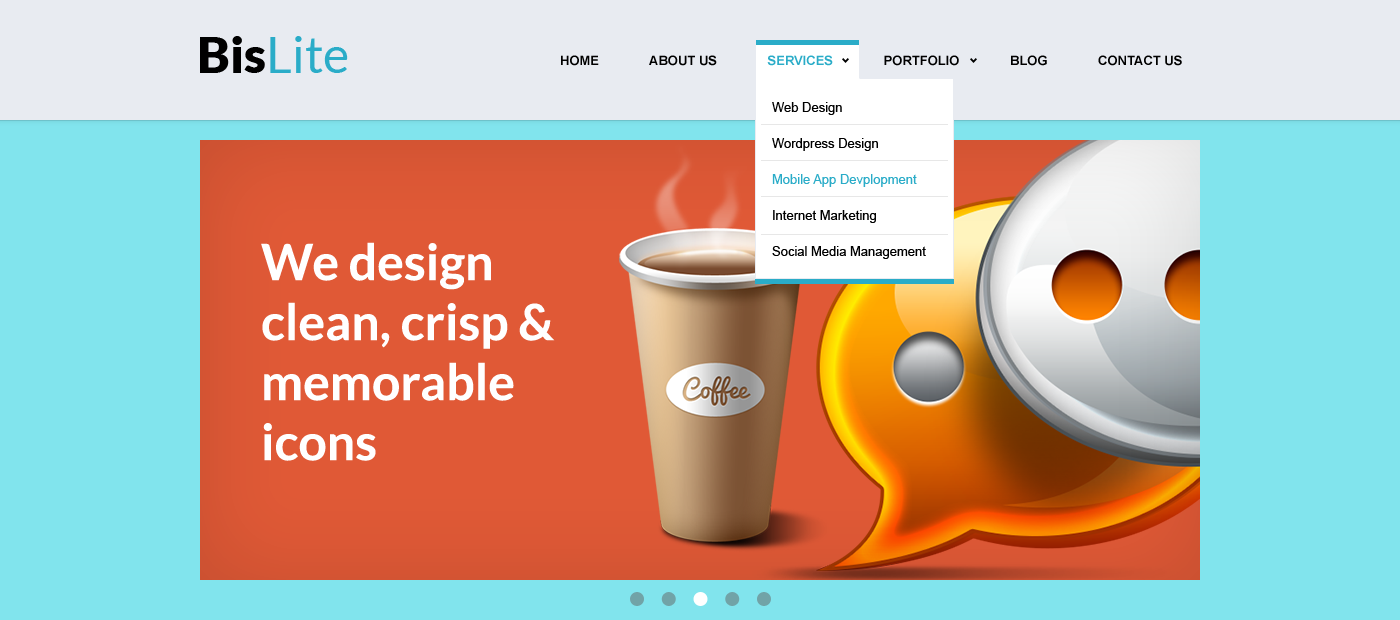 BisLite
HOME ABOUT US SERVICES PORTFOLIO BLOG CONTACT US
Web Design
Wordpress Design
Mobile App Devplopment
Internet Marketing
Social Media Management
We design
clean, crisp &
memorable
icons
Coffee